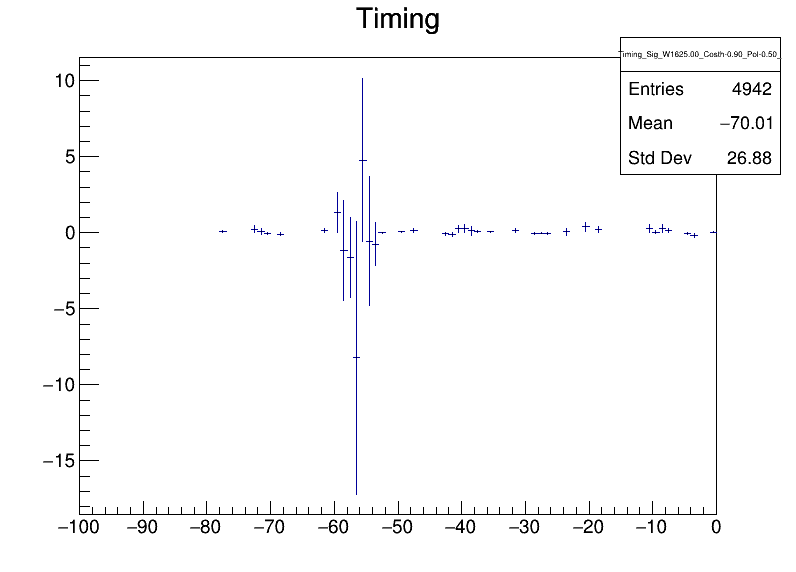 Timing
Timing_Sig_W1625.00_Costh-0.90_Pol-0.50_
Entries 4942
Mean −70.01
Std Dev 26.88
10
5
0
−5
−10
−15
−100 −90 −80 −70 −60 −50 −40 −30 −20 −10 0